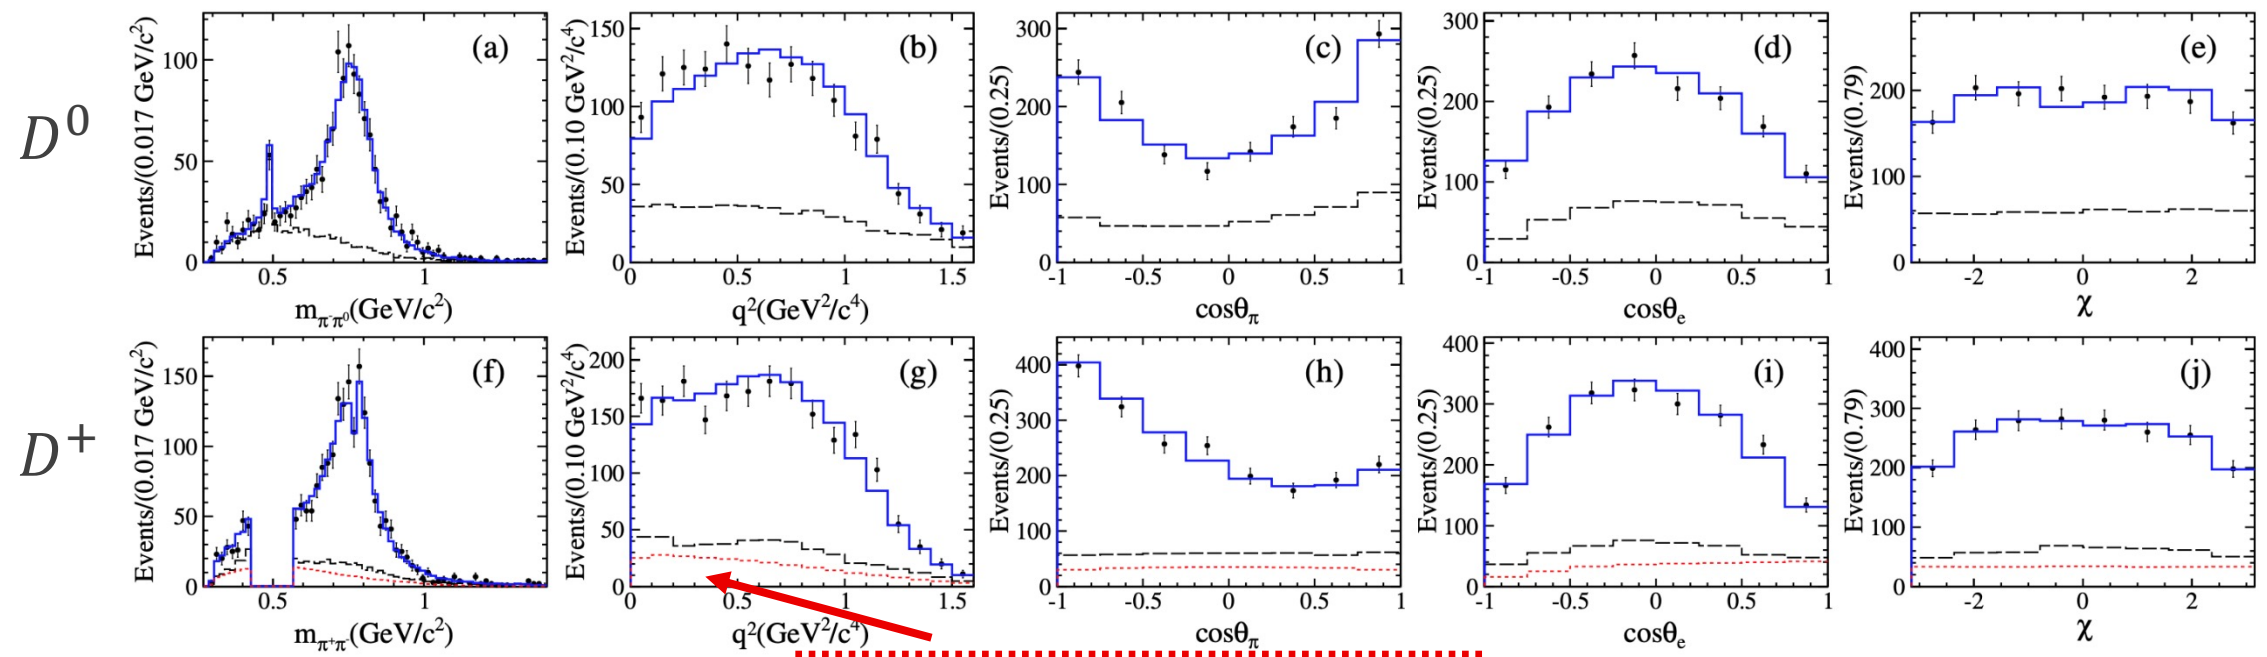 D⁰
Events/(0.017 GeV/c²)
100
50
0
0.5
1
(a)
m_π⁻π⁰(GeV/c²)
Events/(0.10 GeV²/c⁴)
150
100
50
0
0
0.5
1
1.5
(b)
q²(GeV²/c⁴)
Events/(0.25)
300
200
100
0
-1
-0.5
0
0.5
1
(c)
cosθ_π
Events/(0.25)
300
200
100
0
-1
-0.5
0
0.5
1
(d)
cosθ_e
Events/(0.79)
200
100
0
-2
0
2
(e)
χ
D⁺
Events/(0.017 GeV/c²)
150
100
50
0
0.5
1
(f)
m_π⁺π⁻(GeV/c²)
Events/(0.10 GeV²/c⁴)
200
150
100
50
0
0
0.5
1
1.5
(g)
q²(GeV²/c⁴)
Events/(0.25)
400
300
200
100
0
-1
-0.5
0
0.5
1
(h)
cosθ_π
Events/(0.25)
400
300
200
100
0
-1
-0.5
0
0.5
1
(i)
cosθ_e
Events/(0.79)
400
300
200
100
0
-2
0
2
(j)
χ